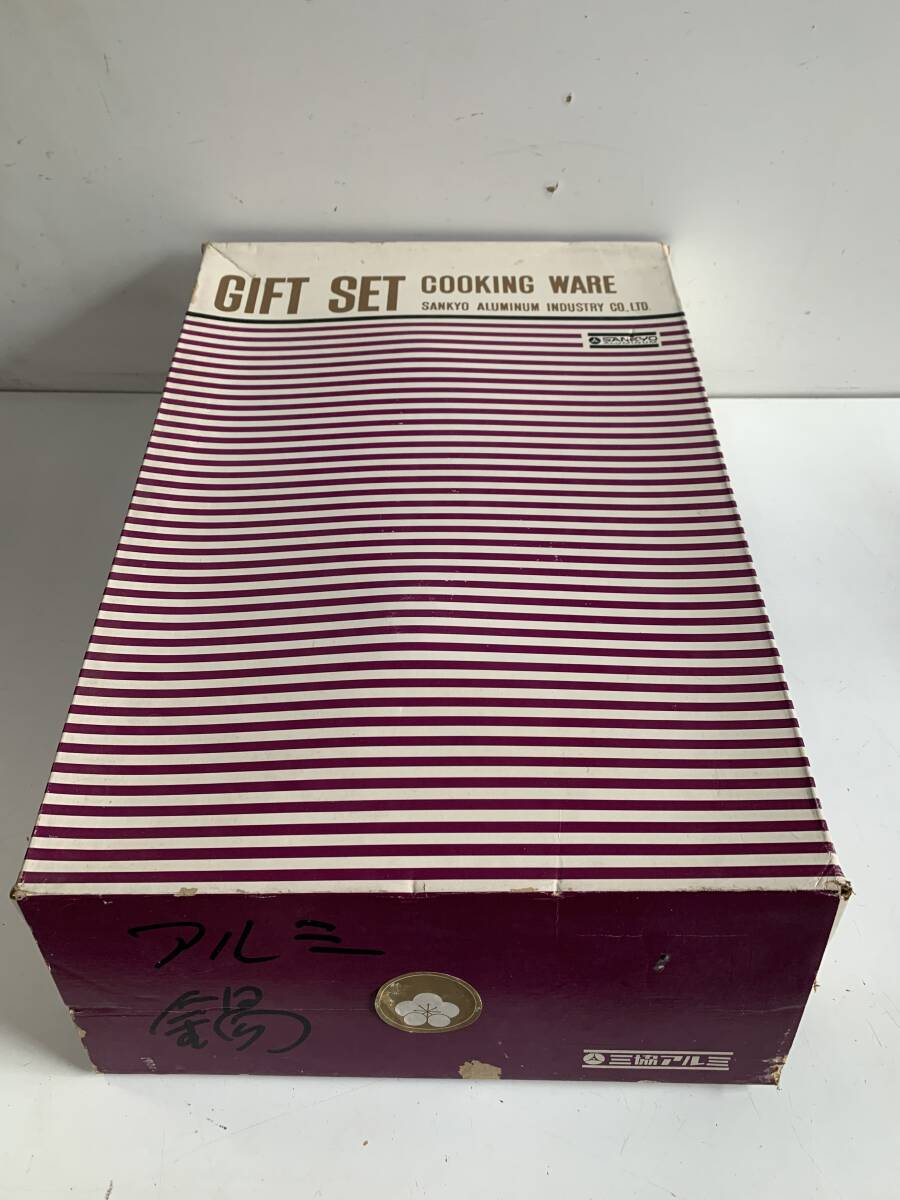 GIFT SET COOKING WARE
SANKYO ALUMINUM INDUSTRY CO.,LTD.
SANKYO
アルミ
鍋
三協アルミ